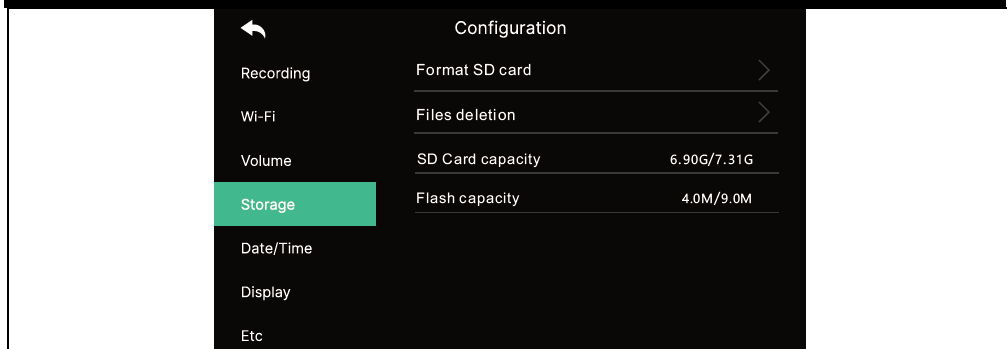 Configuration
Recording
Format SD card
Wi-Fi
Files deletion
Volume
SD Card capacity 6.90G/7.31G
Storage
Flash capacity 4.0M/9.0M
Date/Time
Display
Etc